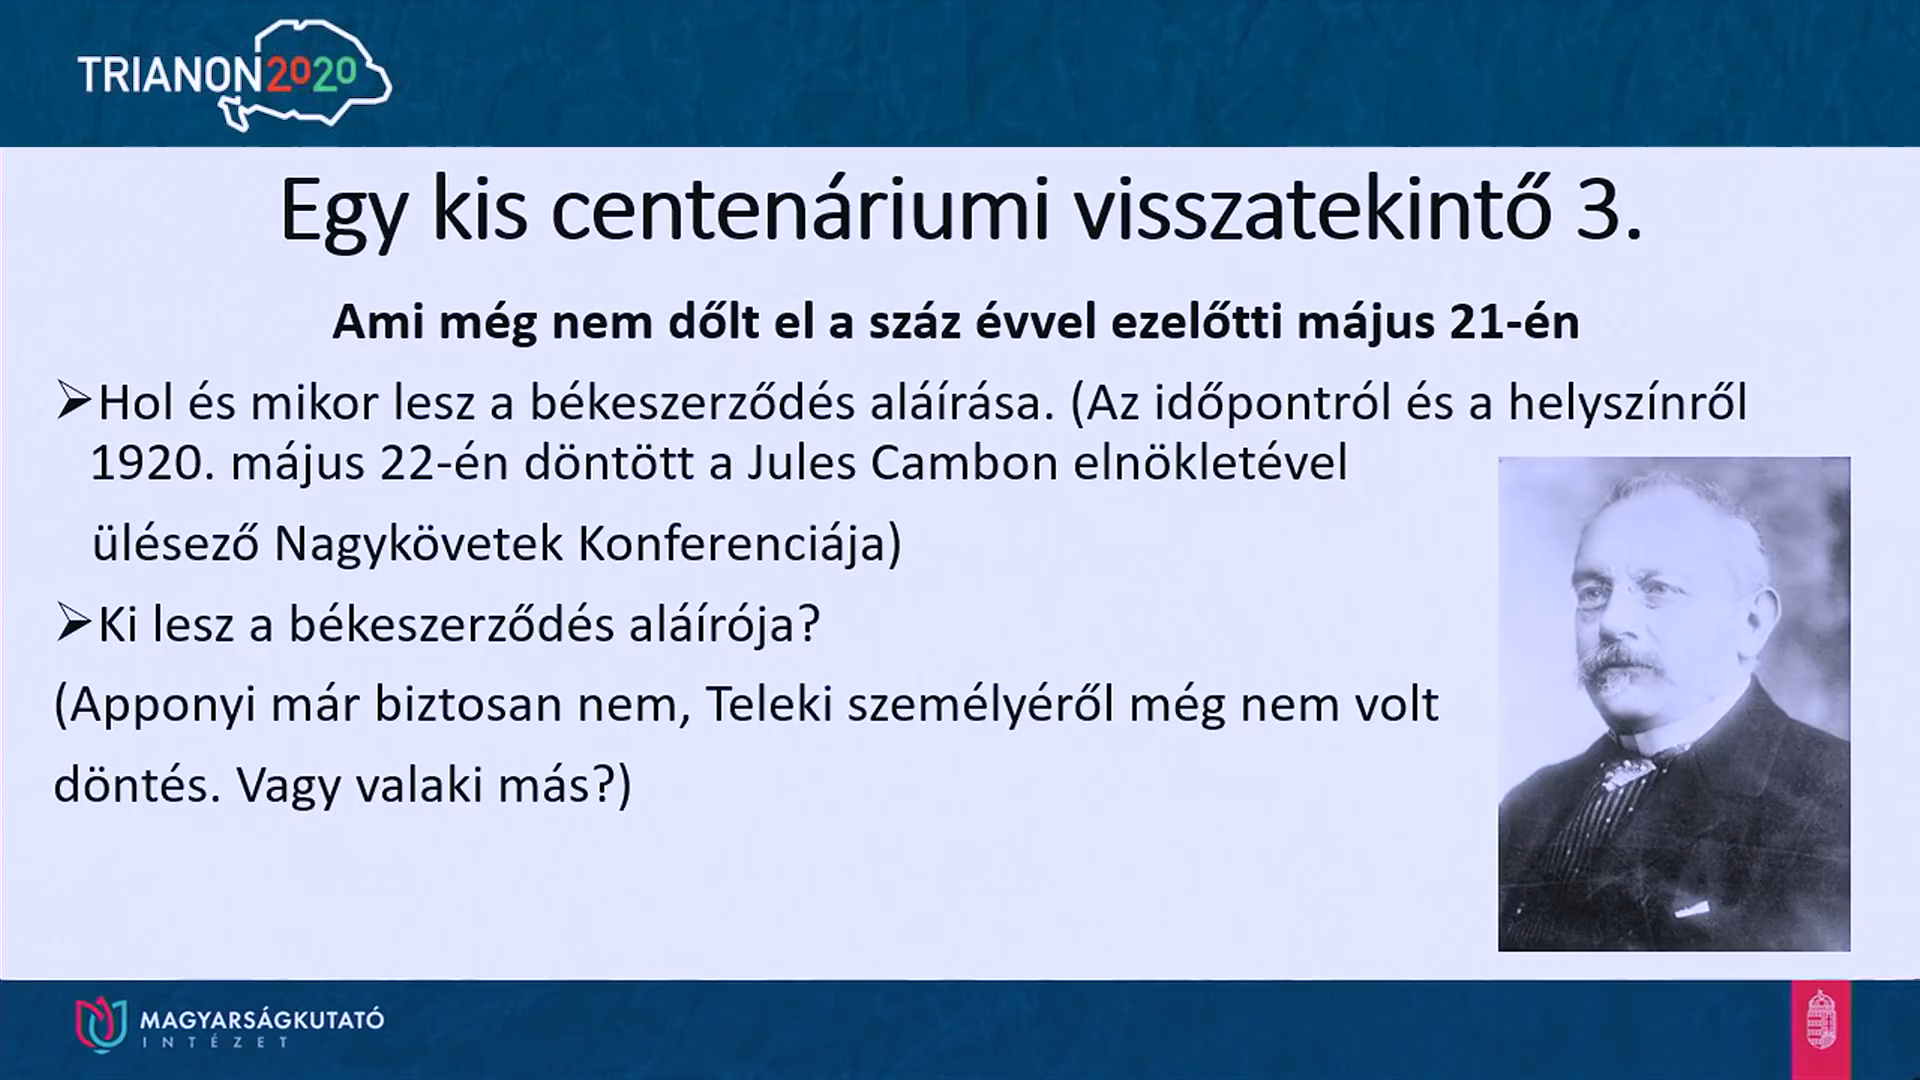 TRIANON2020
Egy kis centenáriumi visszatekintő 3.
Ami még nem dőlt el a száz évvel ezelőtti május 21-én
➢Hol és mikor lesz a békeszerződés aláírása. (Az időpontról és a helyszínről
1920. május 22-én döntött a Jules Cambon elnökletével
ülésező Nagykövetek Konferenciája)
➢Ki lesz a békeszerződés aláírója?
(Apponyi már biztosan nem, Teleki személyéről még nem volt
döntés. Vagy valaki más?)
MAGYARSÁGKUTATÓ
INTÉZET